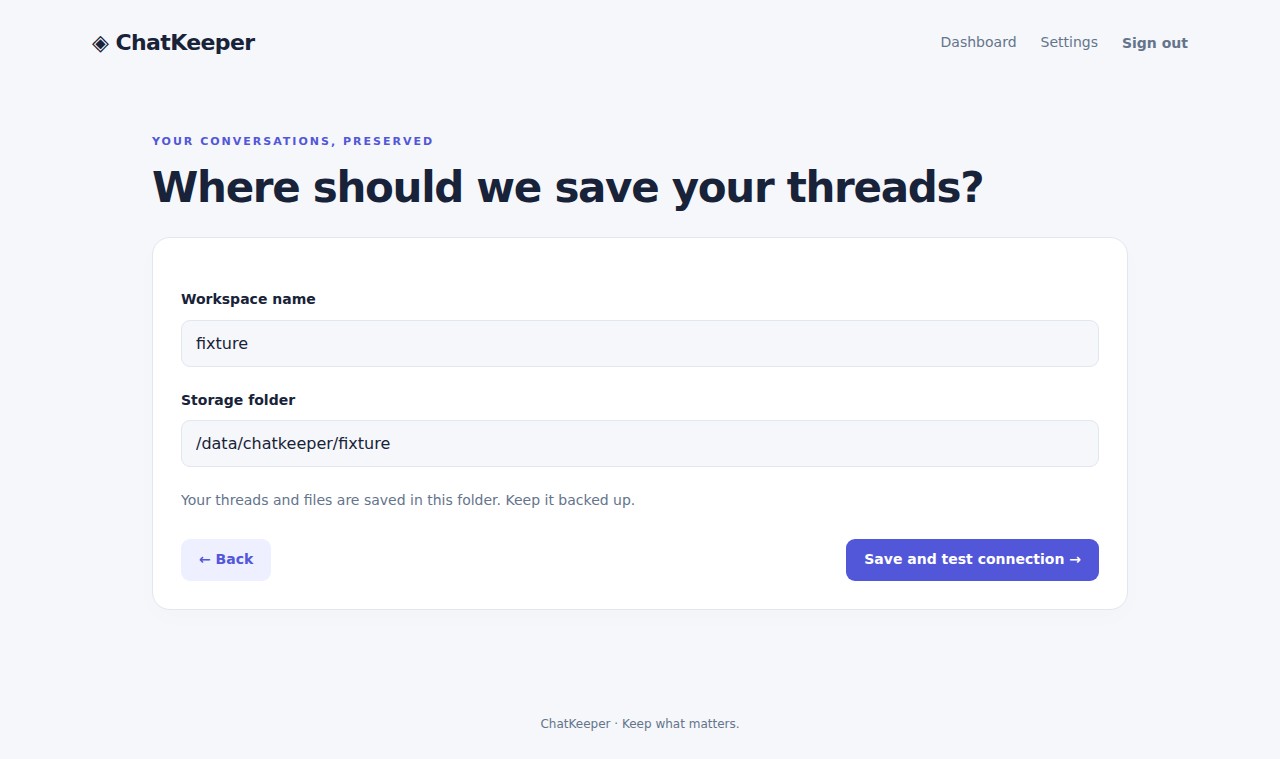 ◈ ChatKeeper
Dashboard Settings Sign out
YOUR CONVERSATIONS, PRESERVED
Where should we save your threads?
Workspace name
fixture
Storage folder
/data/chatkeeper/fixture
Your threads and files are saved in this folder. Keep it backed up.
← Back
Save and test connection →
ChatKeeper · Keep what matters.